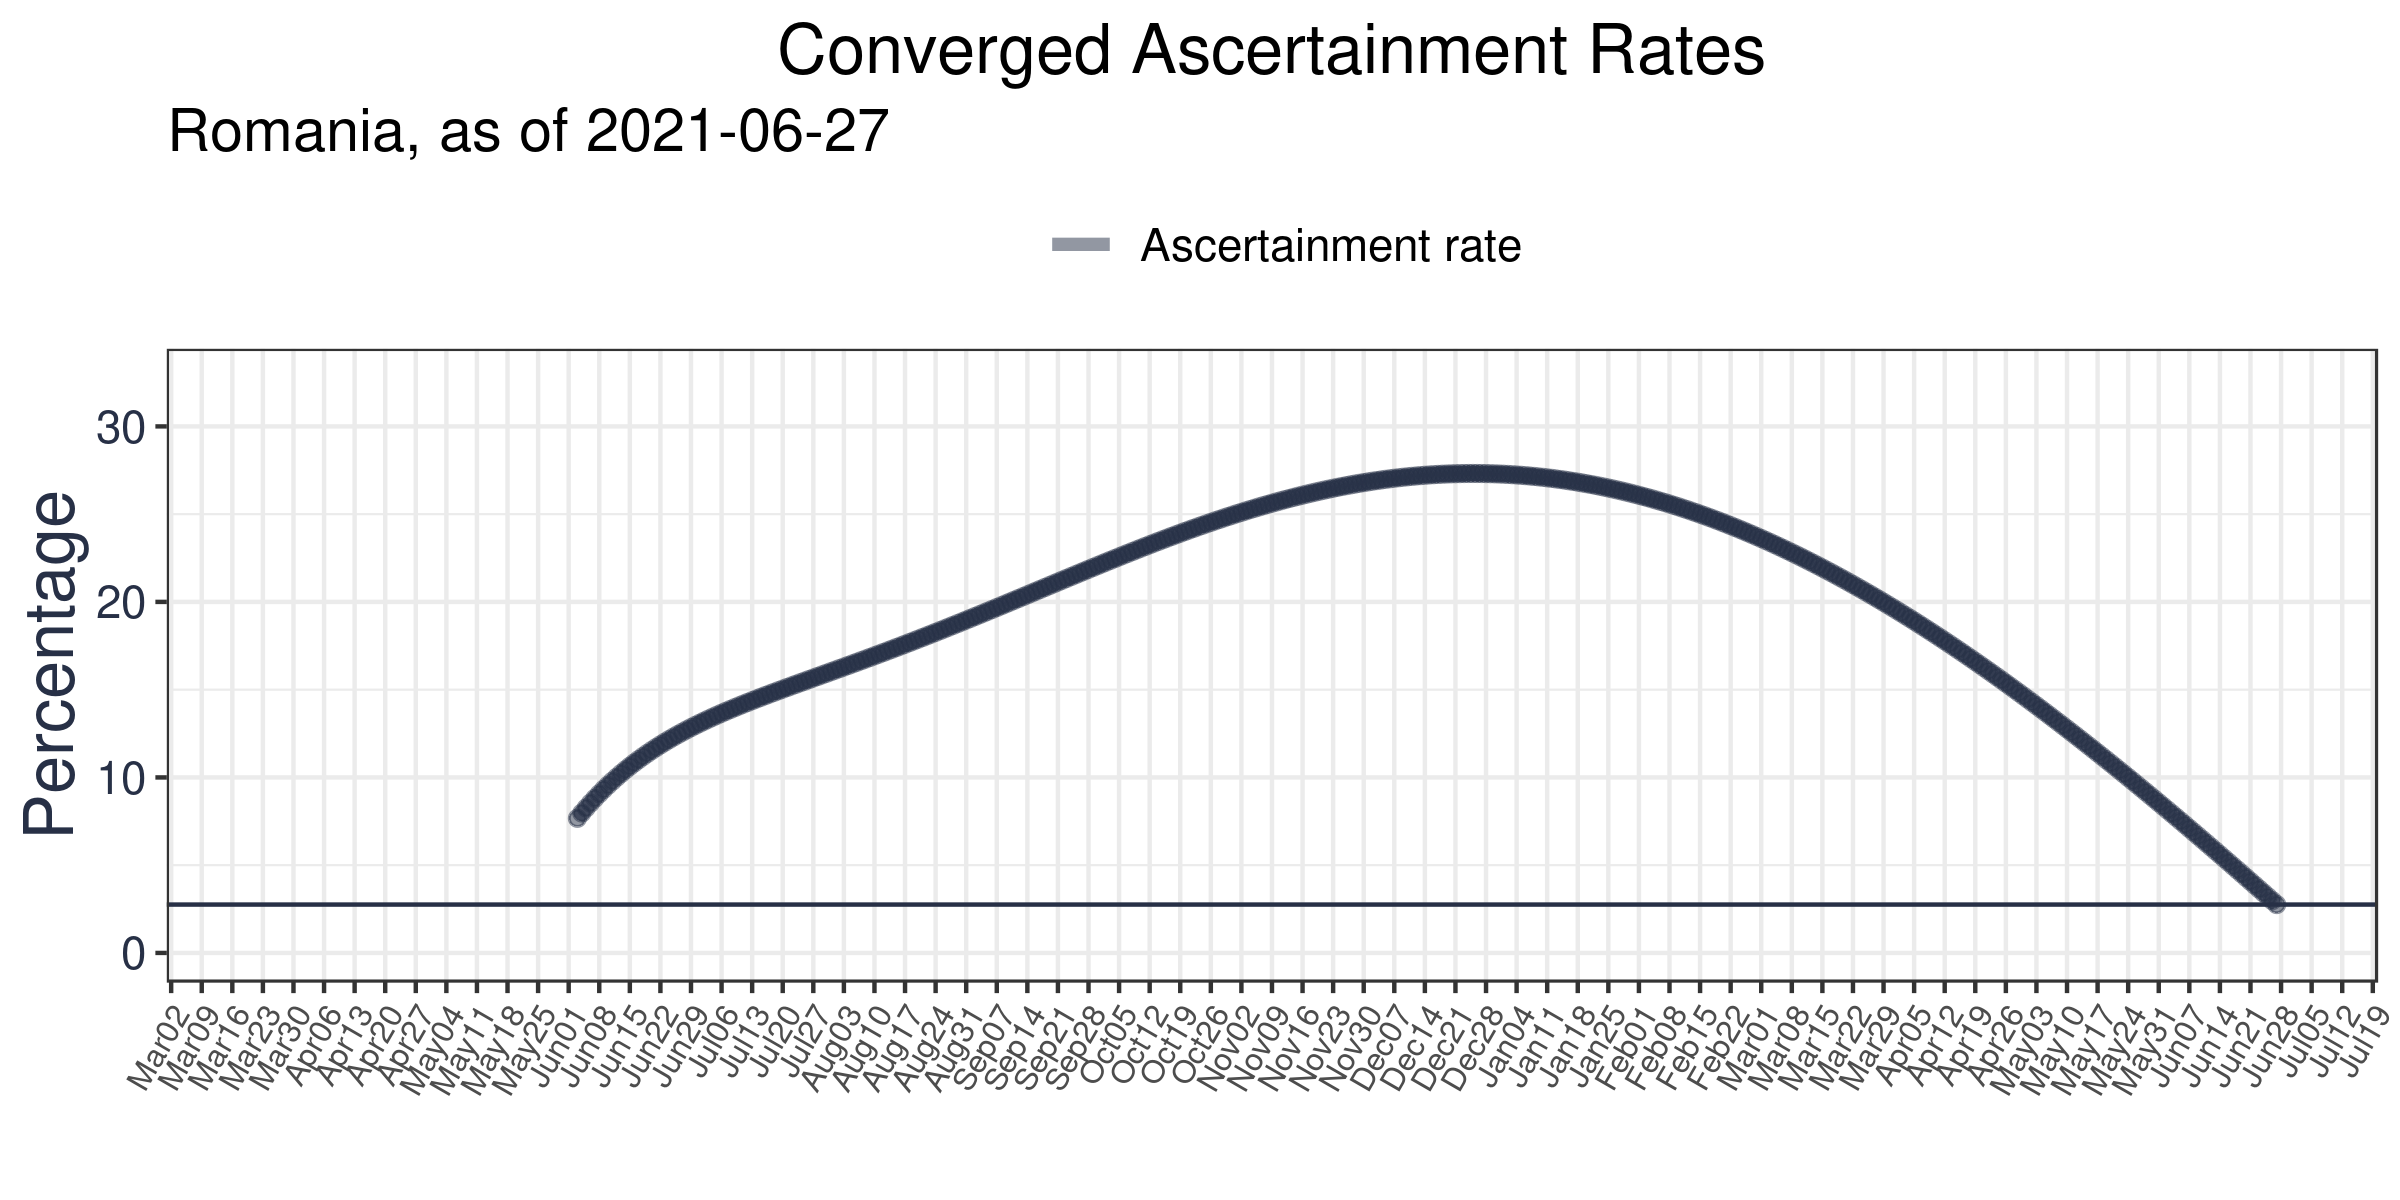 Converged Ascertainment Rates
Romania, as of 2021-06-27
Ascertainment rate
Percentage
30
20
10
0
Mar02 Mar09 Mar16 Mar23 Mar30 Apr06 Apr13 Apr20 Apr27 May04 May11 May18 May25 Jun01 Jun08 Jun15 Jun22 Jun29 Jul06 Jul13 Jul20 Jul27 Aug03 Aug10 Aug17 Aug24 Aug31 Sep07 Sep14 Sep21 Sep28 Oct05 Oct12 Oct19 Oct26 Nov02 Nov09 Nov16 Nov23 Nov30 Dec07 Dec14 Dec21 Dec28 Jan04 Jan11 Jan18 Jan25 Feb01 Feb08 Feb15 Feb22 Mar01 Mar08 Mar15 Mar22 Mar29 Apr05 Apr12 Apr19 Apr26 May03 May10 May17 May24 May31 Jun07 Jun14 Jun21 Jun28 Jul05 Jul12 Jul19